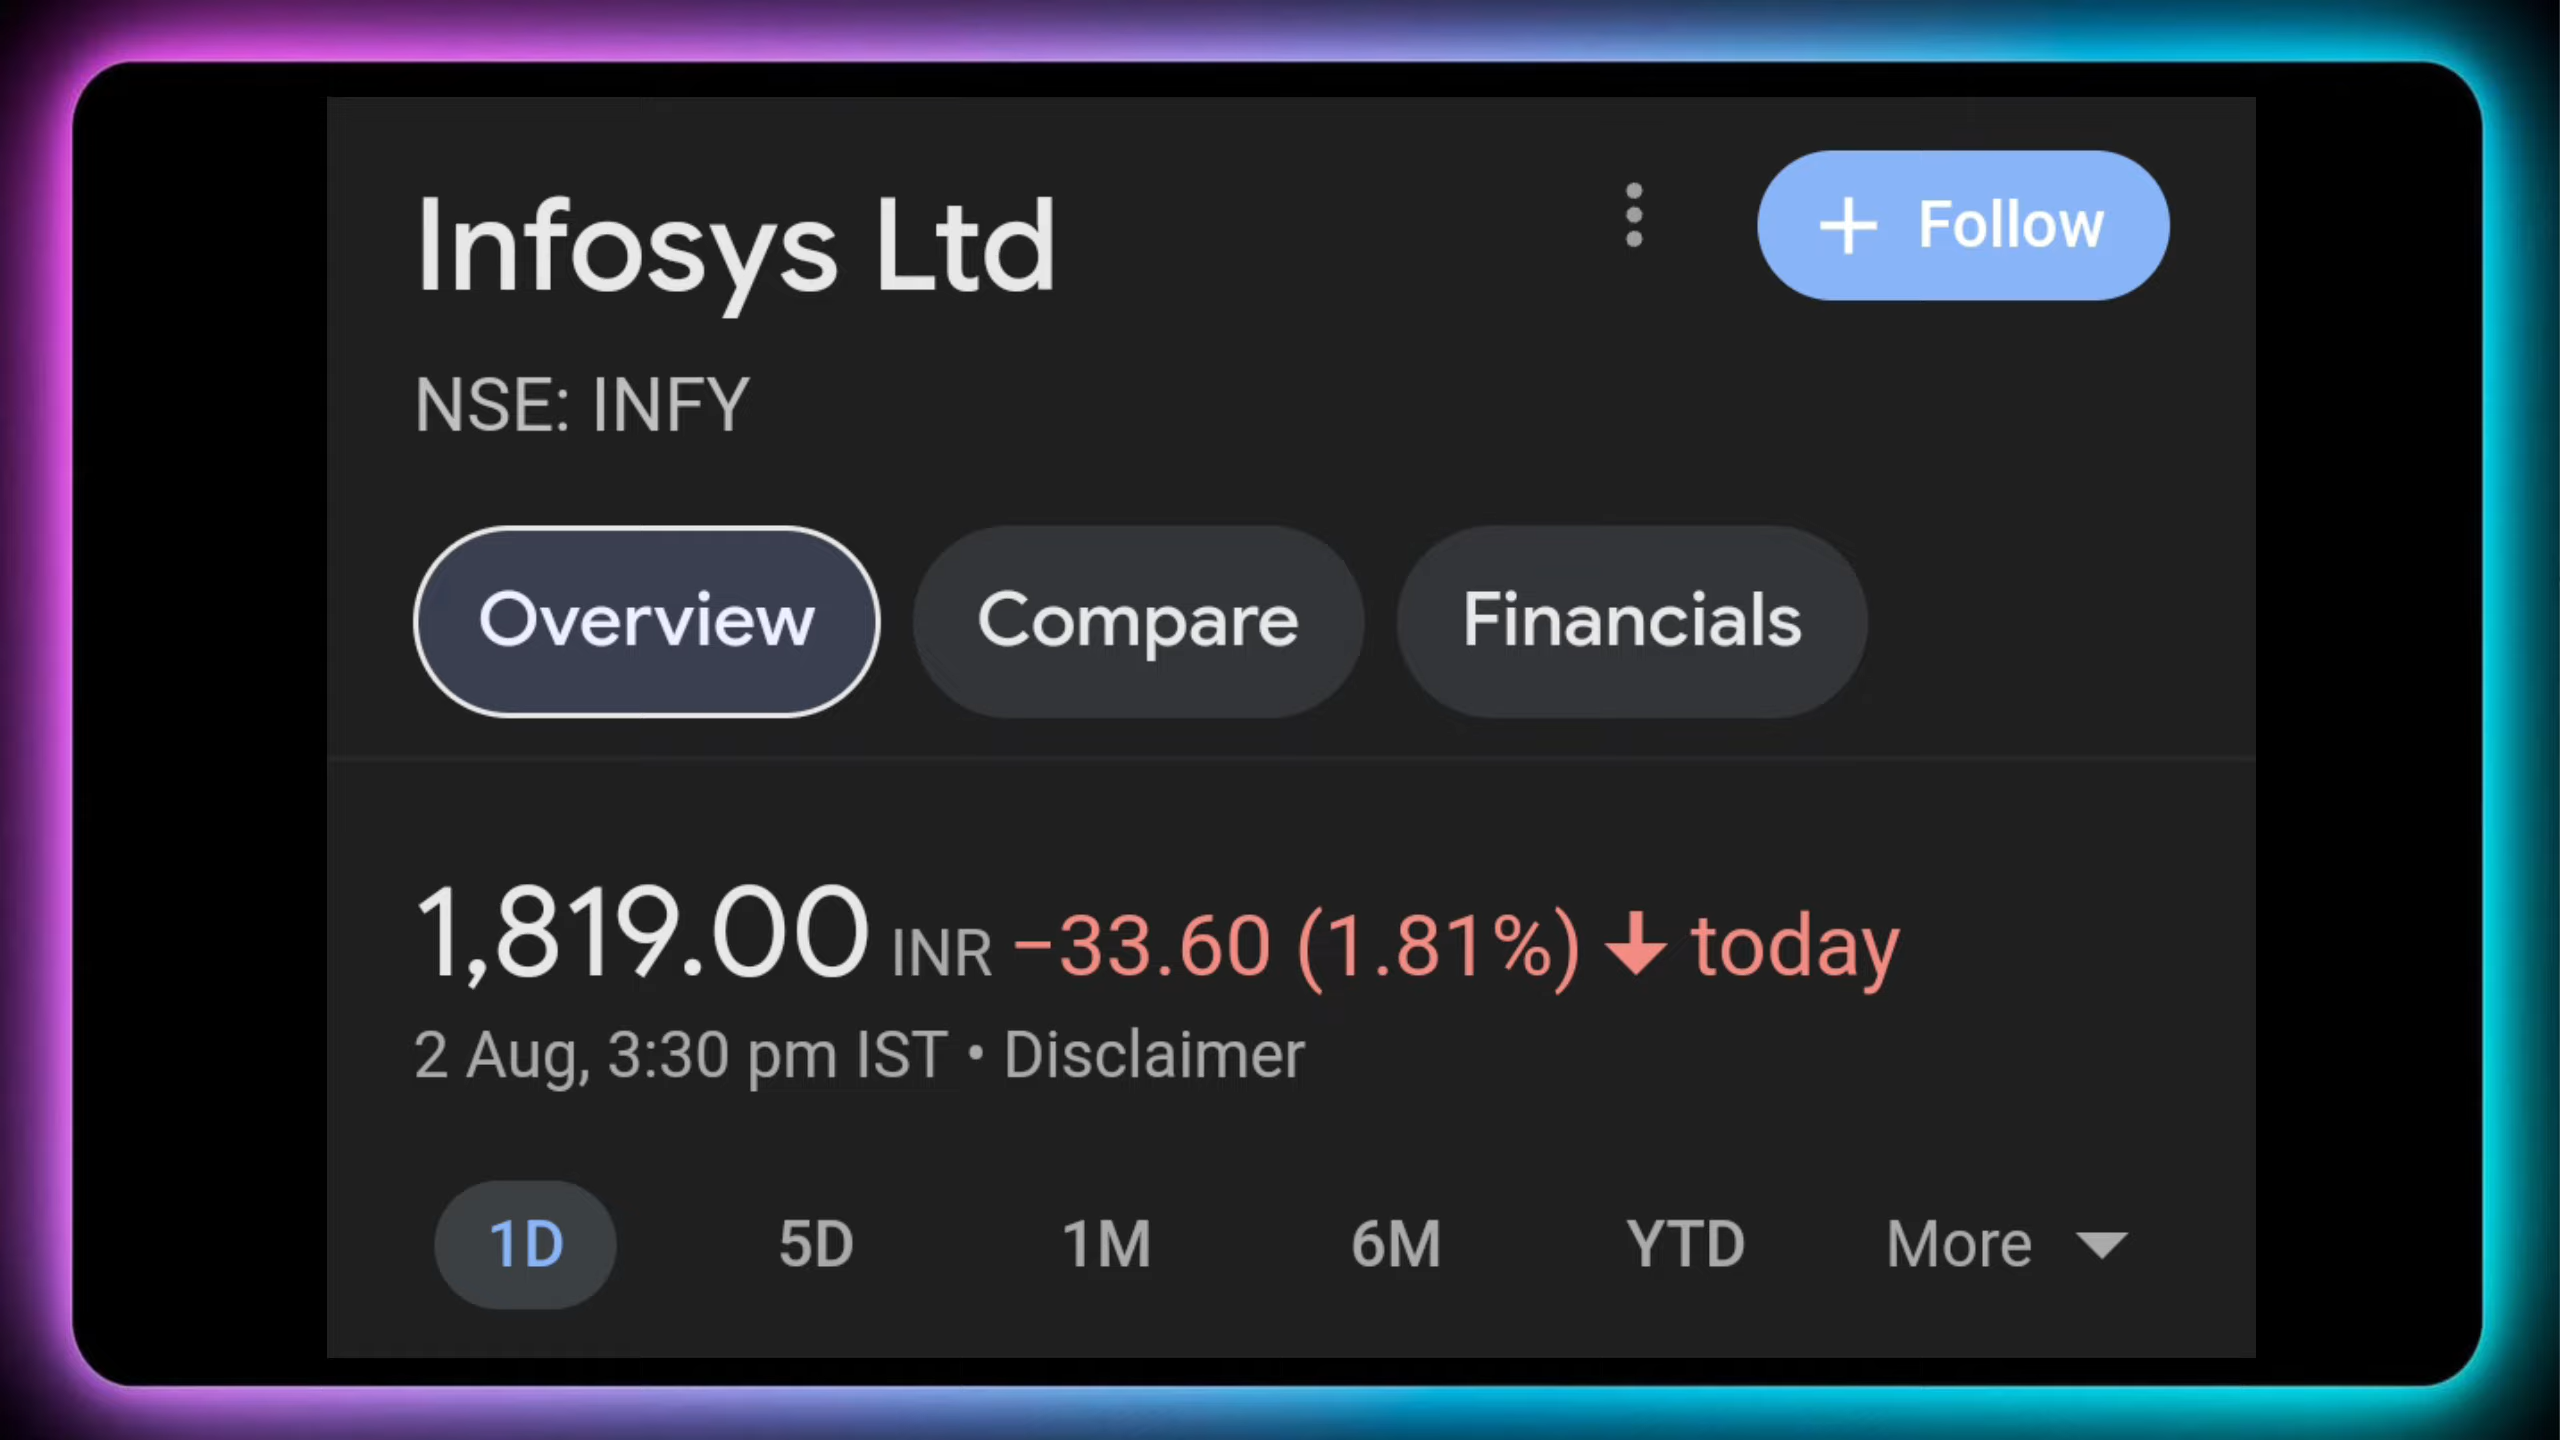 Infosys Ltd
+ Follow
NSE: INFY
Overview Compare Financials
1,819.00 INR −33.60 (1.81%) ↓ today
2 Aug, 3:30 pm IST • Disclaimer
1D 5D 1M 6M YTD More